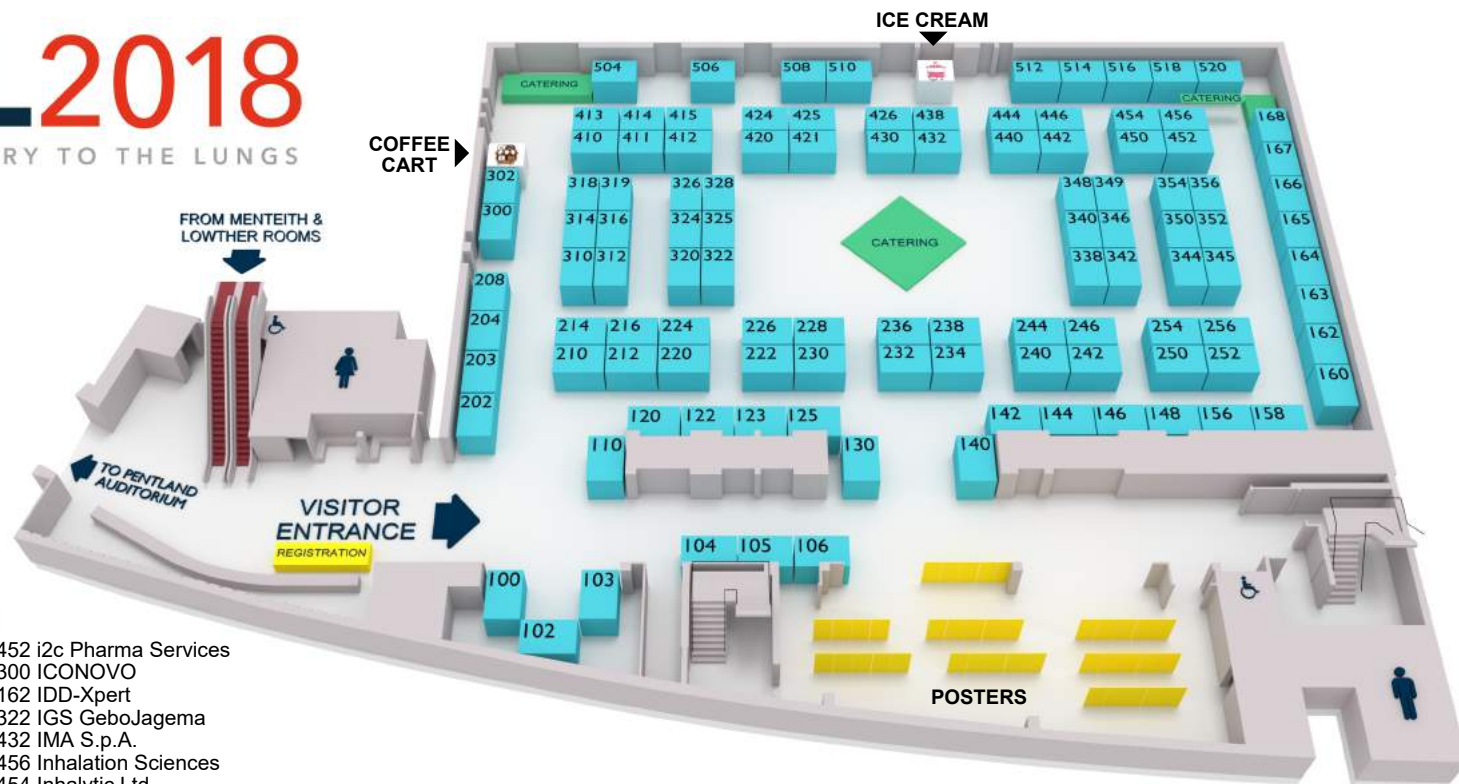 2018
RY TO THE LUNGS
ICE CREAM
COFFEE
CART
FROM MENTEITH &
LOWTHER ROOMS
TO PENTLAND
AUDITORIUM
VISITOR
ENTRANCE
REGISTRATION
CATERING
504 506 508 510 512 514 516 518 520
CATERING
413 414 415 424 425 426 438 444 446 454 456
410 411 412 420 421 430 432 440 442 450 452
168
167
166
165
164
163
162
160
302
300
318 319 326 328 348 349 354 356
314 316 324 325 340 346 350 352
310 312 320 322 338 342 344 345
CATERING
208
204
203
202
214 216 224 226 228 236 238 244 246 254 256
210 212 220 222 230 232 234 240 242 250 252
120 122 123 125 142 144 146 148 156 158
110 130 140
104 105 106
100 103
102
POSTERS
452 i2c Pharma Services
300 ICONOVO
162 IDD-Xpert
322 IGS GeboJagema
432 IMA S.p.A.
456 Inhalation Sciences
454 Inhalytic Ltd